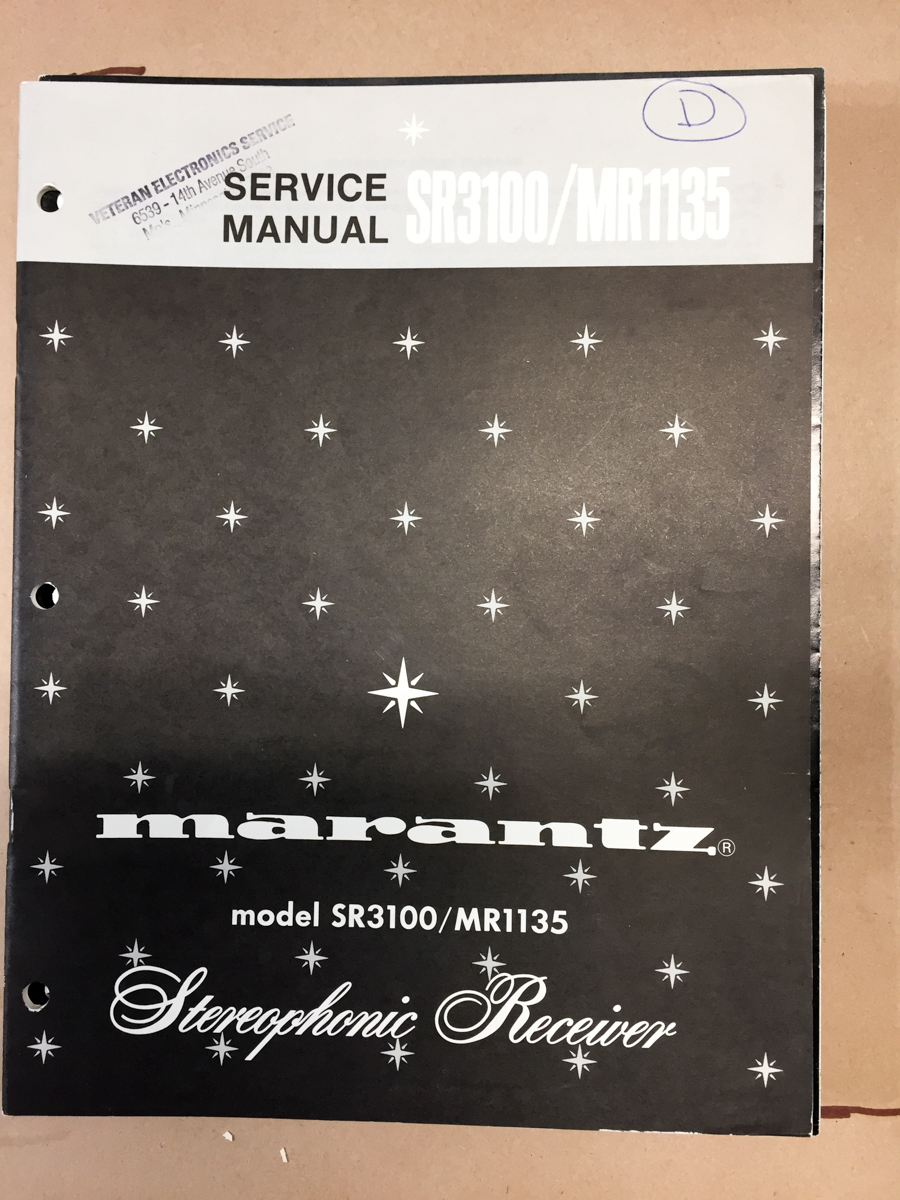 D
VETERAN ELECTRONICS SERVICE
6539 - 14th Avenue South
SERVICE
MANUAL
SR3100/MR1135
marantz®
model SR3100/MR1135
Stereophonic Receiver